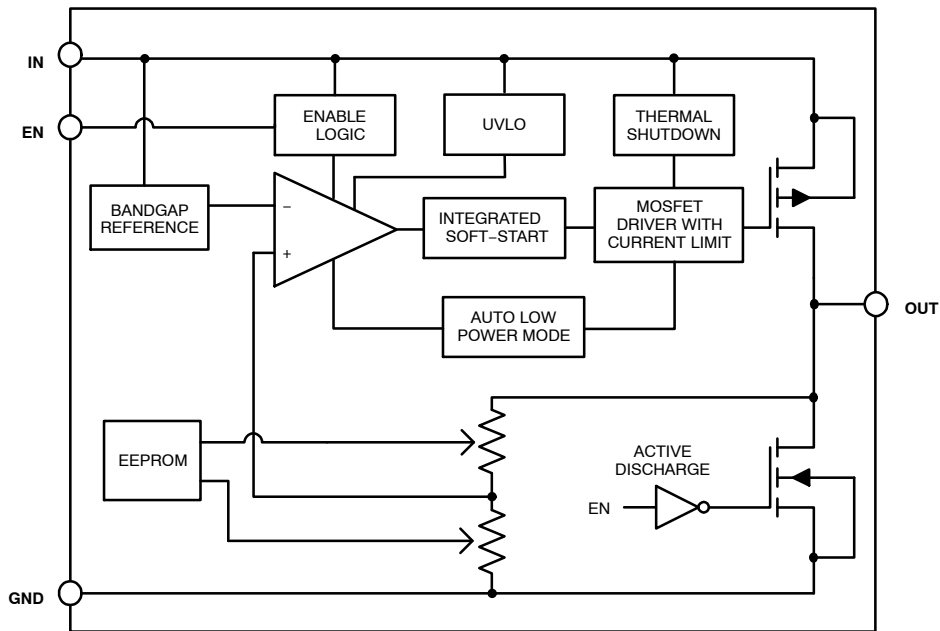 IN
EN
ENABLE
LOGIC
UVLO
THERMAL
SHUTDOWN
BANDGAP
REFERENCE
−
+
INTEGRATED
SOFT−START
MOSFET
DRIVER WITH
CURRENT LIMIT
AUTO LOW
POWER MODE
OUT
EEPROM
ACTIVE
DISCHARGE
EN
GND